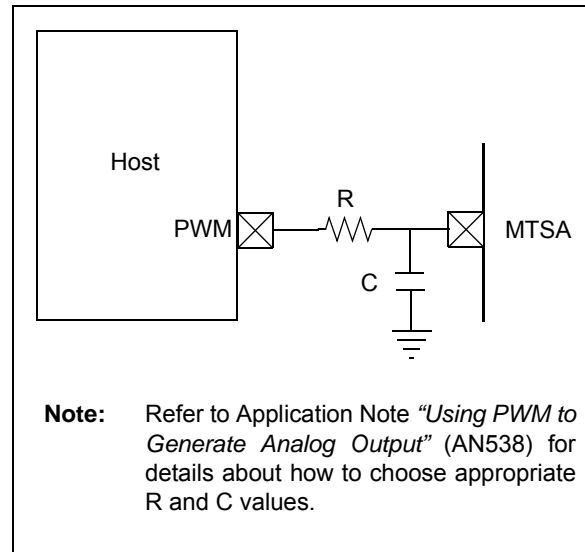 Host
R
PWM
MTSA
C
Note: Refer to Application Note “Using PWM to
Generate Analog Output” (AN538) for
details about how to choose appropriate
R and C values.